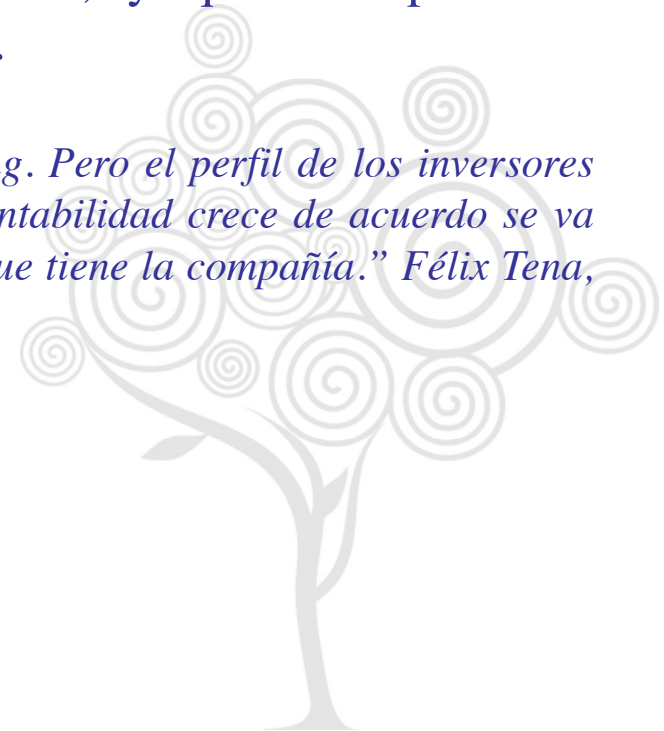 g. Pero el perfil de los inversores
ntabilidad crece de acuerdo se va
ue tiene la compañía.” Félix Tena,